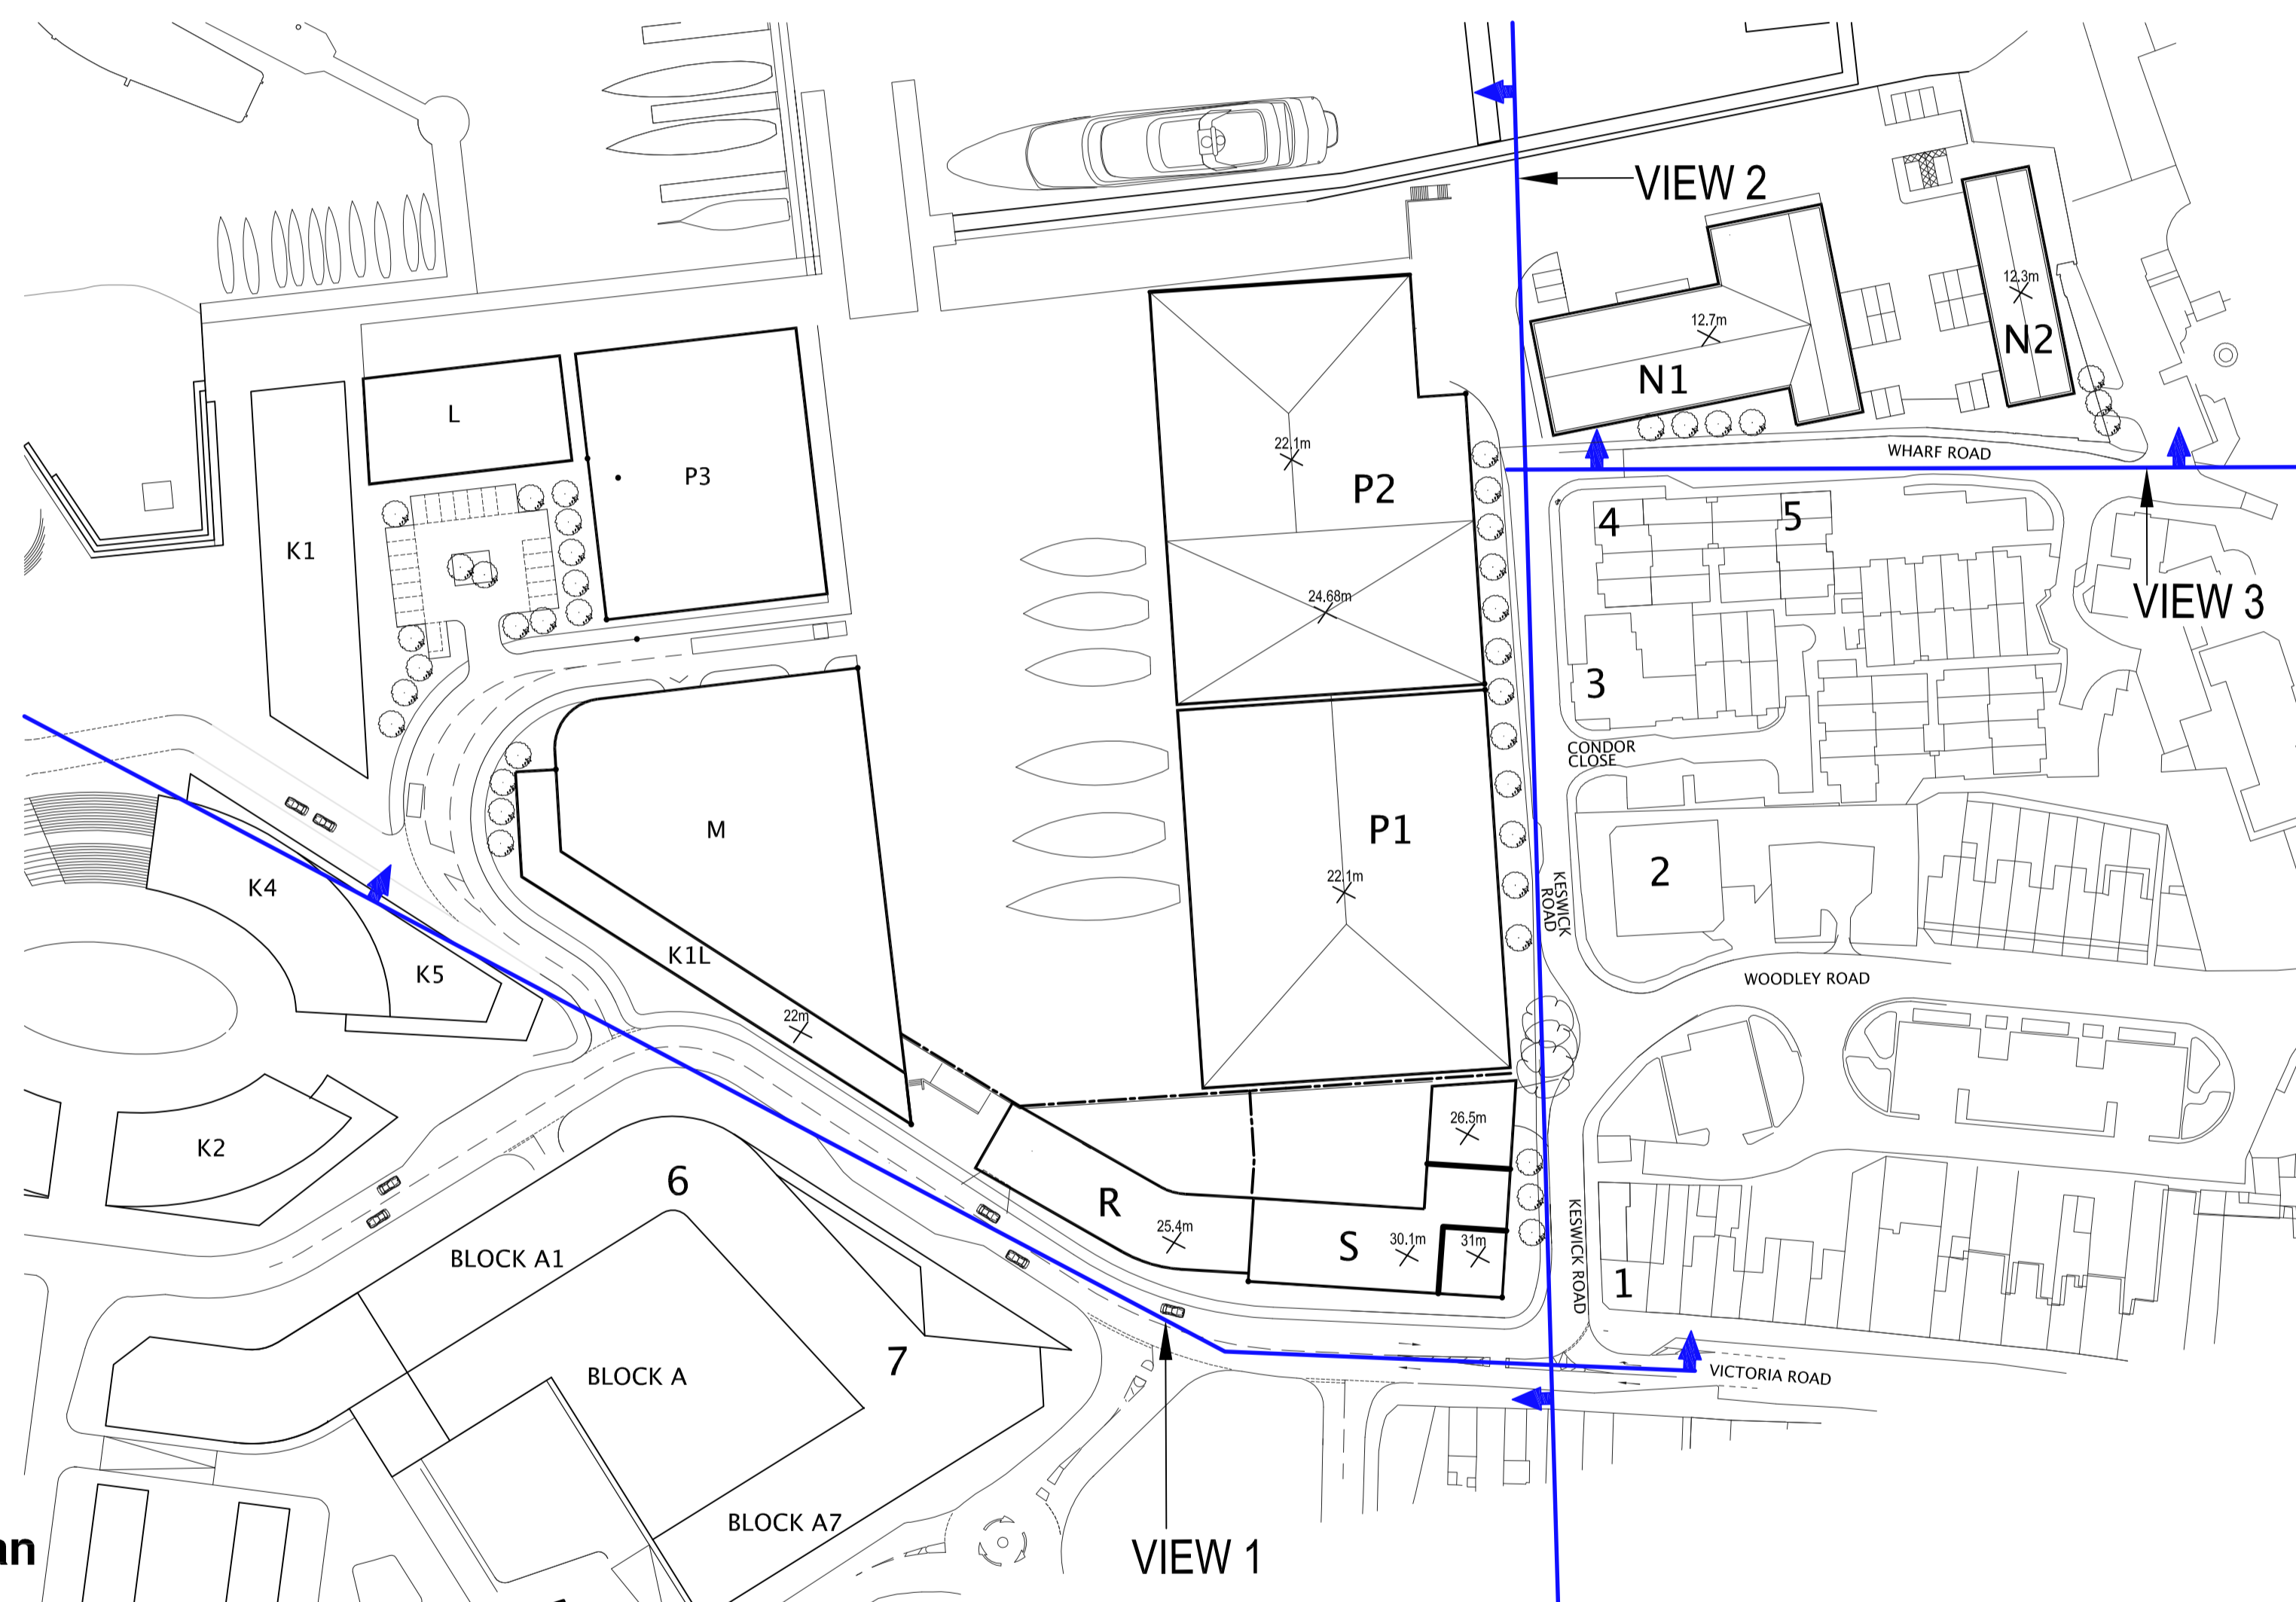 VIEW 2
12.3m
N2
12.7m
N1
L
P3
22.1m
P2
WHARF ROAD
4
5
K1
24.68m
VIEW 3
3
CONDOR
CLOSE
M
P1
2
22.1m
KESWICK
ROAD
K4
K5
K1L
WOODLEY ROAD
22m
26.5m
K2
6
R
25.4m
S
30.1m
31m
KESWICK ROAD
1
BLOCK A1
7
BLOCK A
VICTORIA ROAD
BLOCK A7
VIEW 1
an